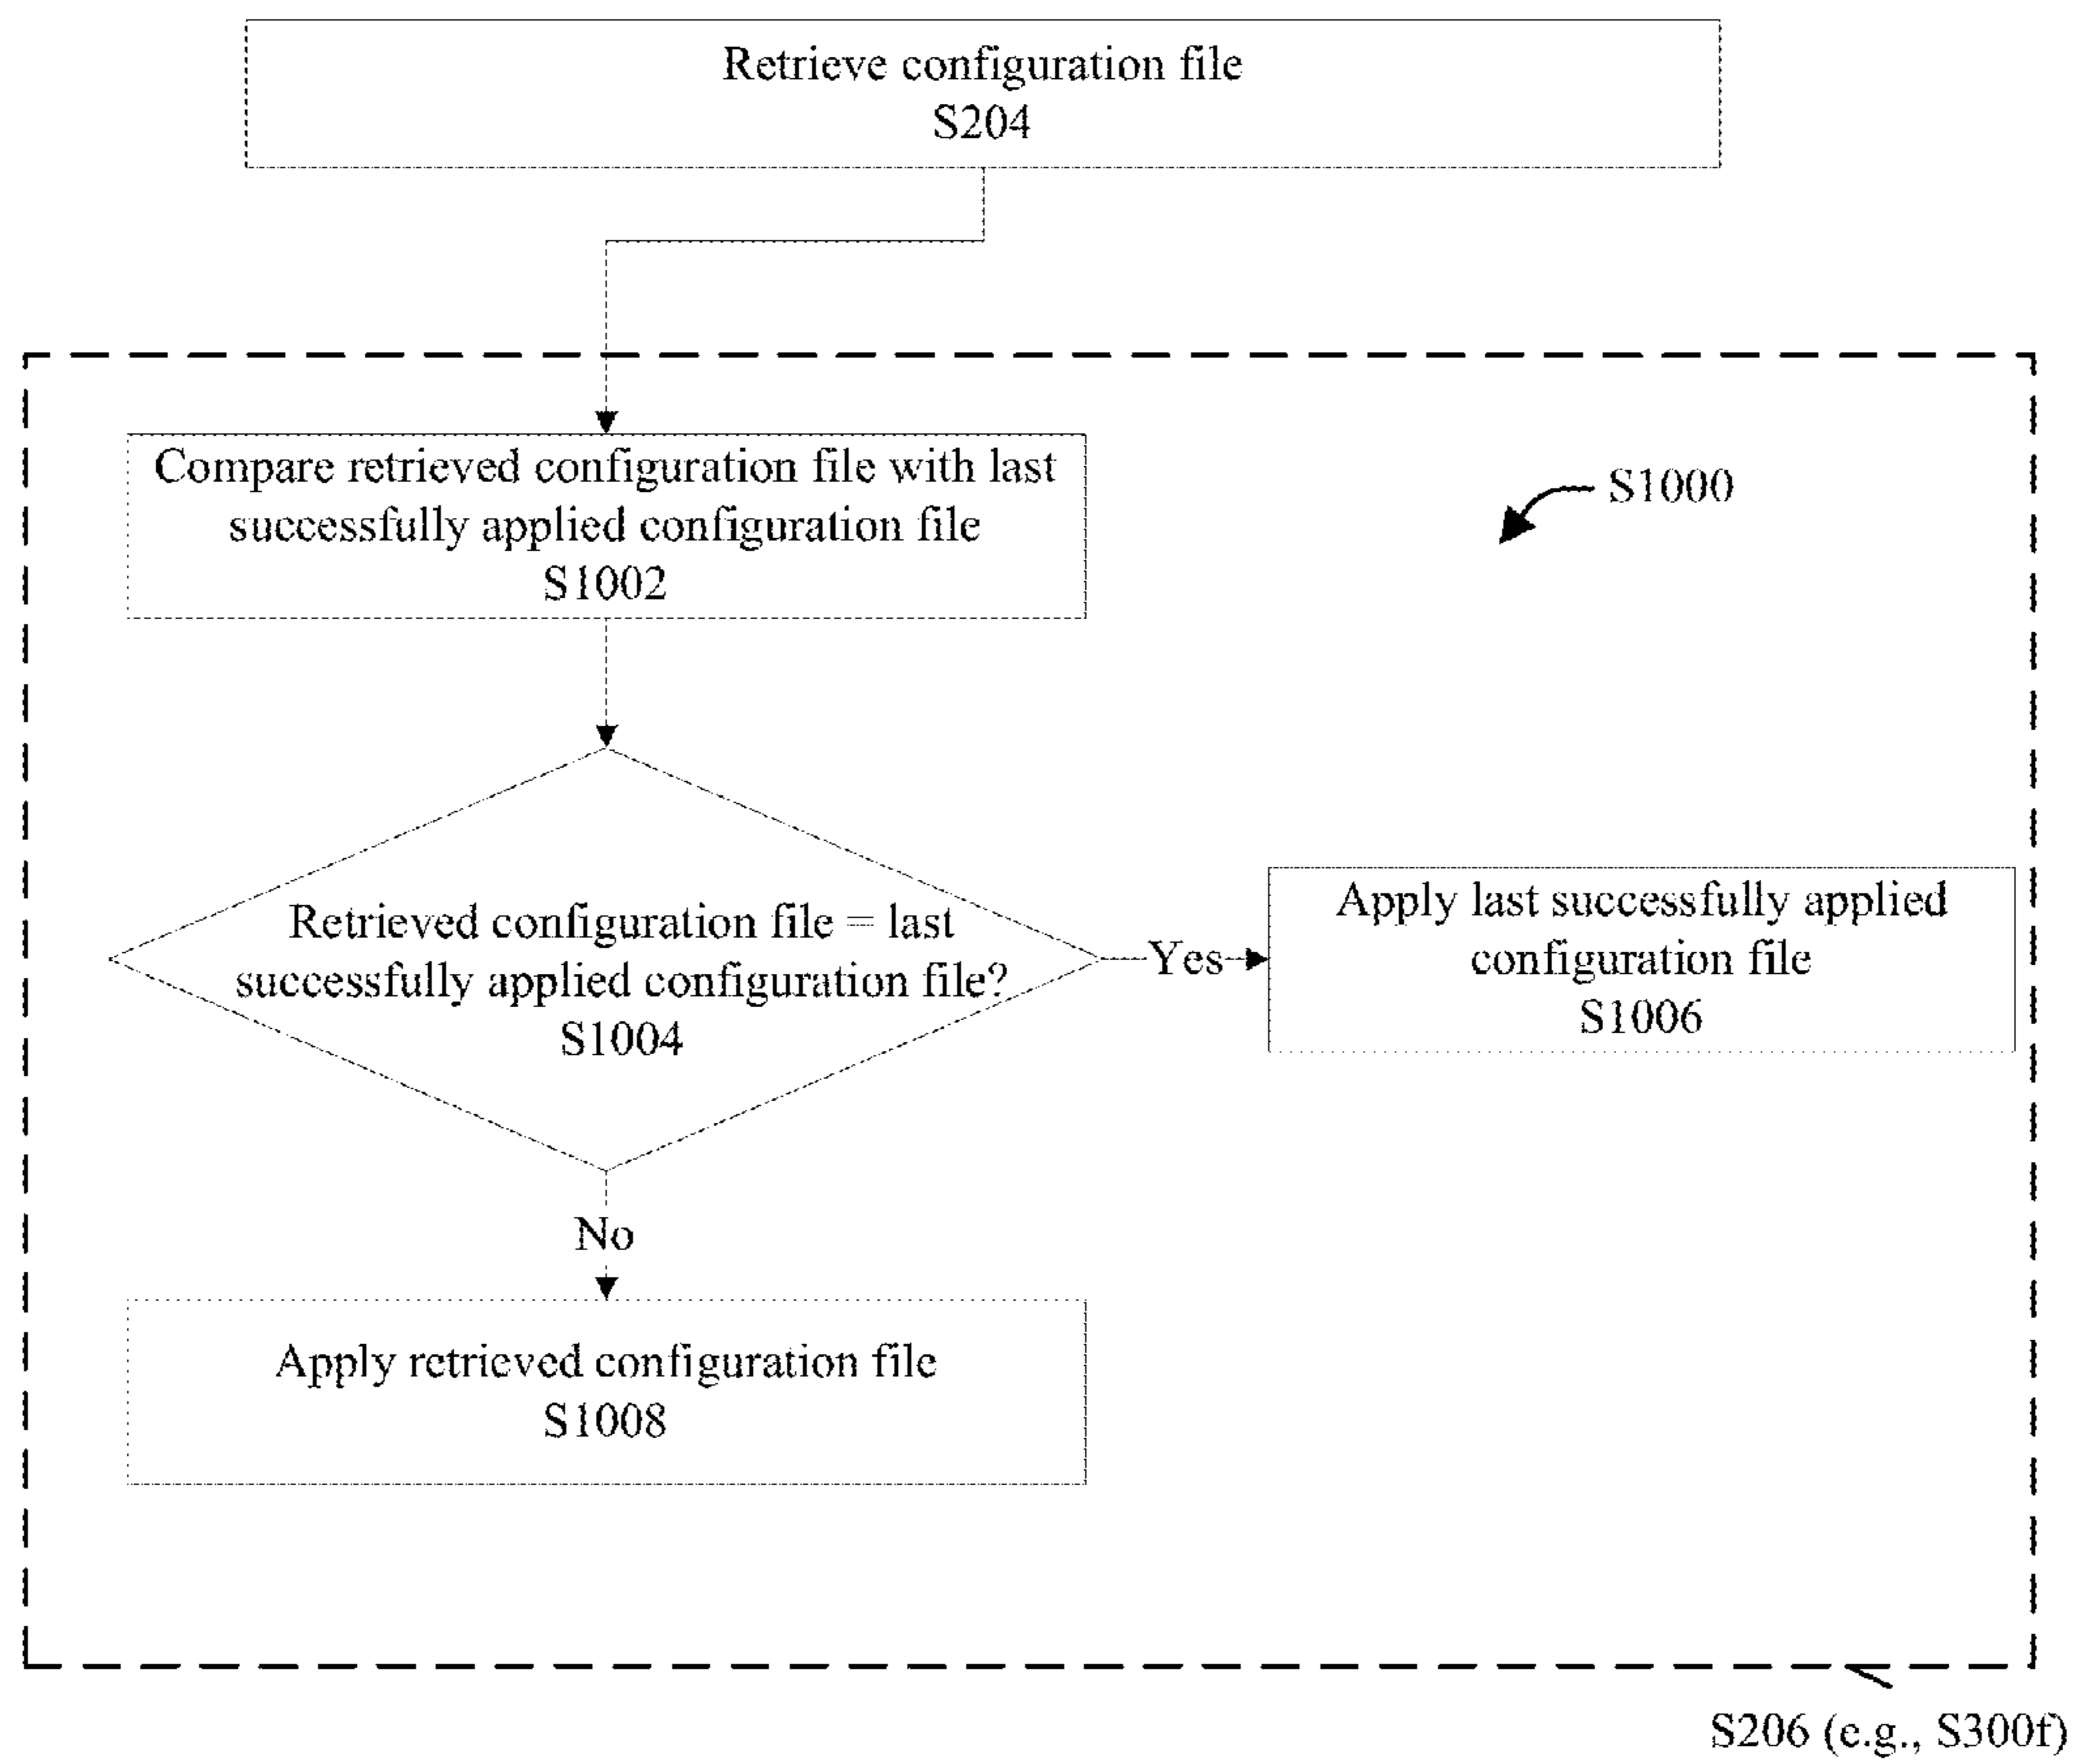 Retrieve configuration file
S204
Compare retrieved configuration file with last
successfully applied configuration file
S1002
S1000
Retrieved configuration file = last
successfully applied configuration file?
S1004
Yes
Apply last successfully applied
configuration file
S1006
No
Apply retrieved configuration file
S1008
S206 (e.g., S300f)